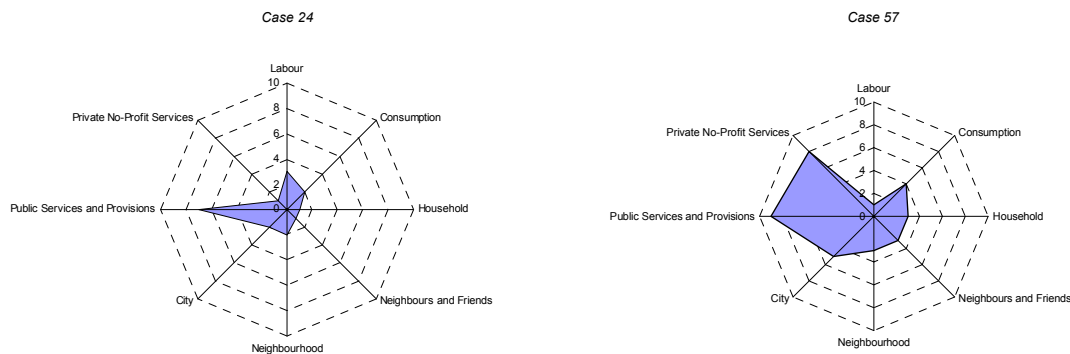 Case 24
Labour
10
8
6
4
2
0
Private No-Profit Services
Consumption
Public Services and Provisions
Household
City
Neighbours and Friends
Neighbourhood
Case 57
Labour
10
8
6
4
2
0
Private No-Profit Services
Consumption
Public Services and Provisions
Household
City
Neighbours and Friends
Neighbourhood